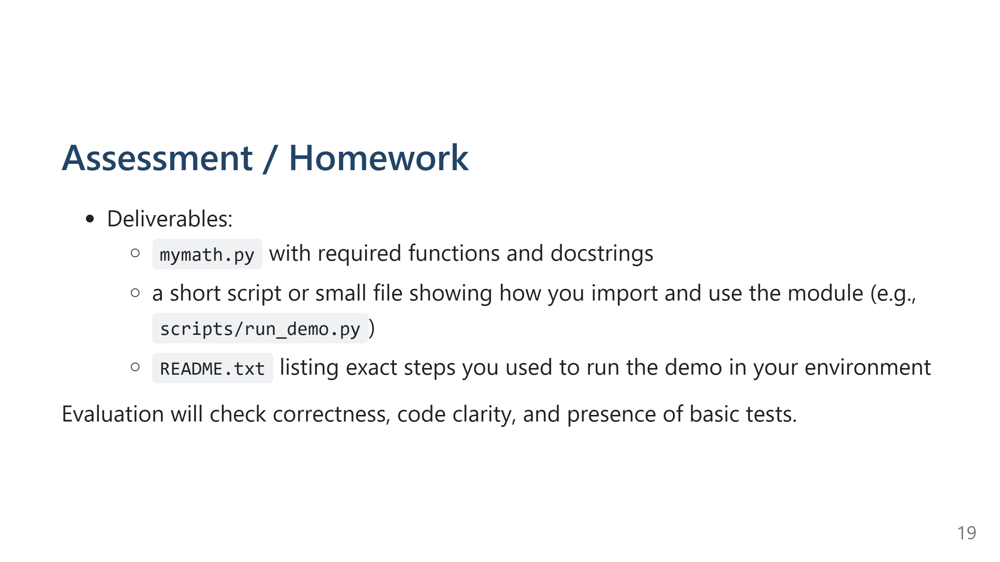 Assessment / Homework
• Deliverables:
○ mymath.py with required functions and docstrings
○ a short script or small file showing how you import and use the module (e.g.,
scripts/run_demo.py)
○ README.txt listing exact steps you used to run the demo in your environment
Evaluation will check correctness, code clarity, and presence of basic tests.
19